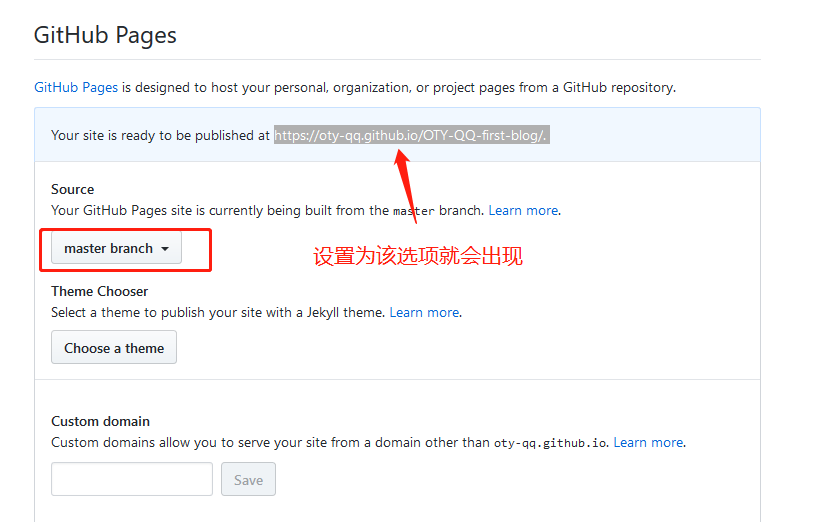 GitHub Pages
GitHub Pages is designed to host your personal, organization, or project pages from a GitHub repository.
Your site is ready to be published at https://oty-qq.github.io/OTY-QQ-first-blog/.
Source
Your GitHub Pages site is currently being built from the master branch. Learn more.
master branch
设置为该选项就会出现
Theme Chooser
Select a theme to publish your site with a Jekyll theme. Learn more.
Choose a theme
Custom domain
Custom domains allow you to serve your site from a domain other than oty-qq.github.io. Learn more.
Save